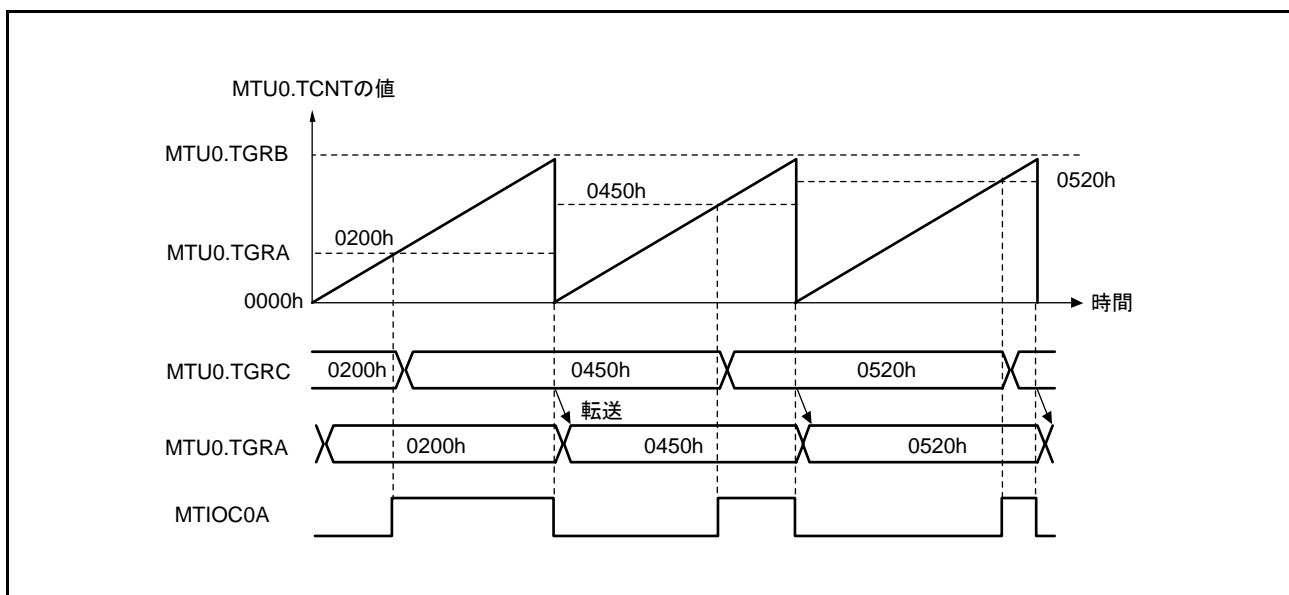 MTU0.TCNTの値
MTU0.TGRB
0520h
0450h
0200h
MTU0.TGRA
0000h
時間
MTU0.TGRC 0200h 0450h 0520h
転送
MTU0.TGRA 0200h 0450h 0520h
MTIOC0A